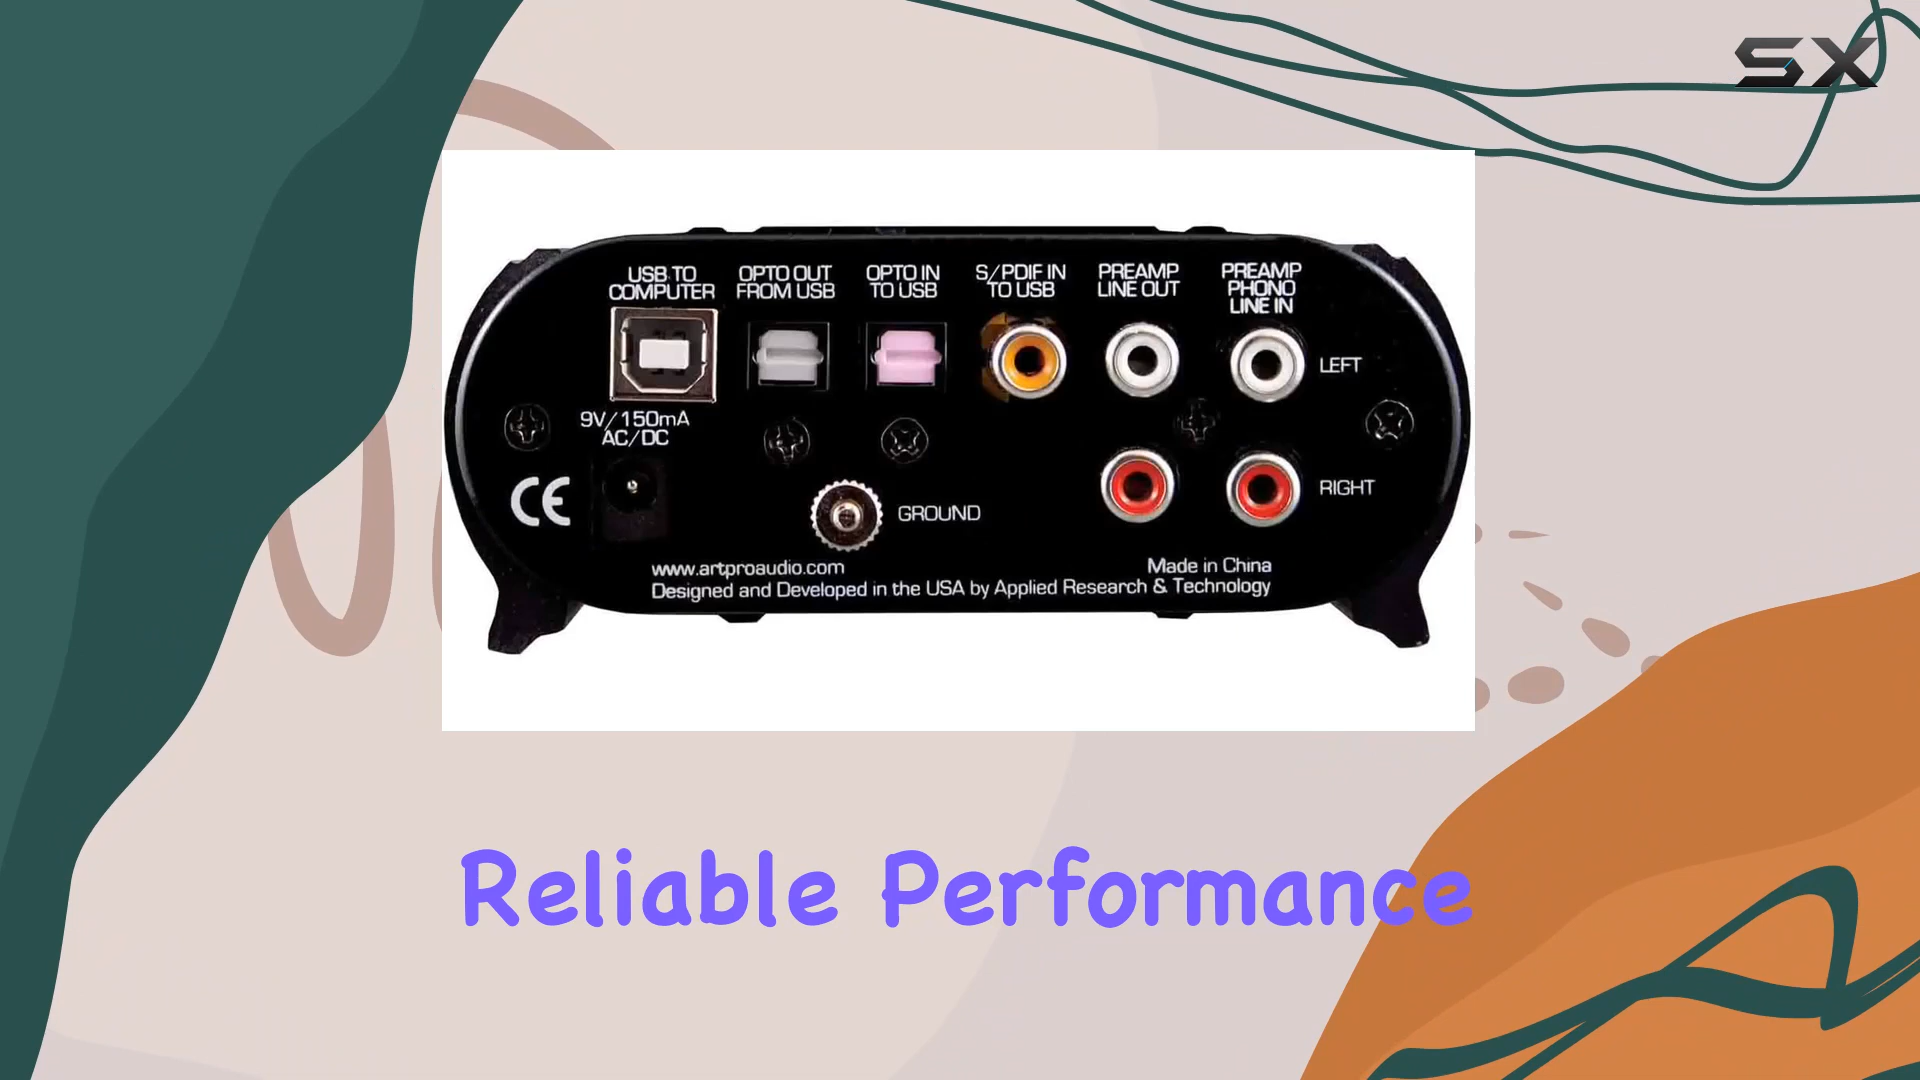 SX
USB TO
COMPUTER
OPTO OUT
FROM USB
OPTO IN
TO USB
S/PDIF IN
TO USB
PREAMP
LINE OUT
PREAMP
PHONO
LINE IN
LEFT
9V/150mA
AC/DC
CE
GROUND
RIGHT
www.artproaudio.com
Made in China
Designed and Developed in the USA by Applied Research & Technology
Reliable Performance